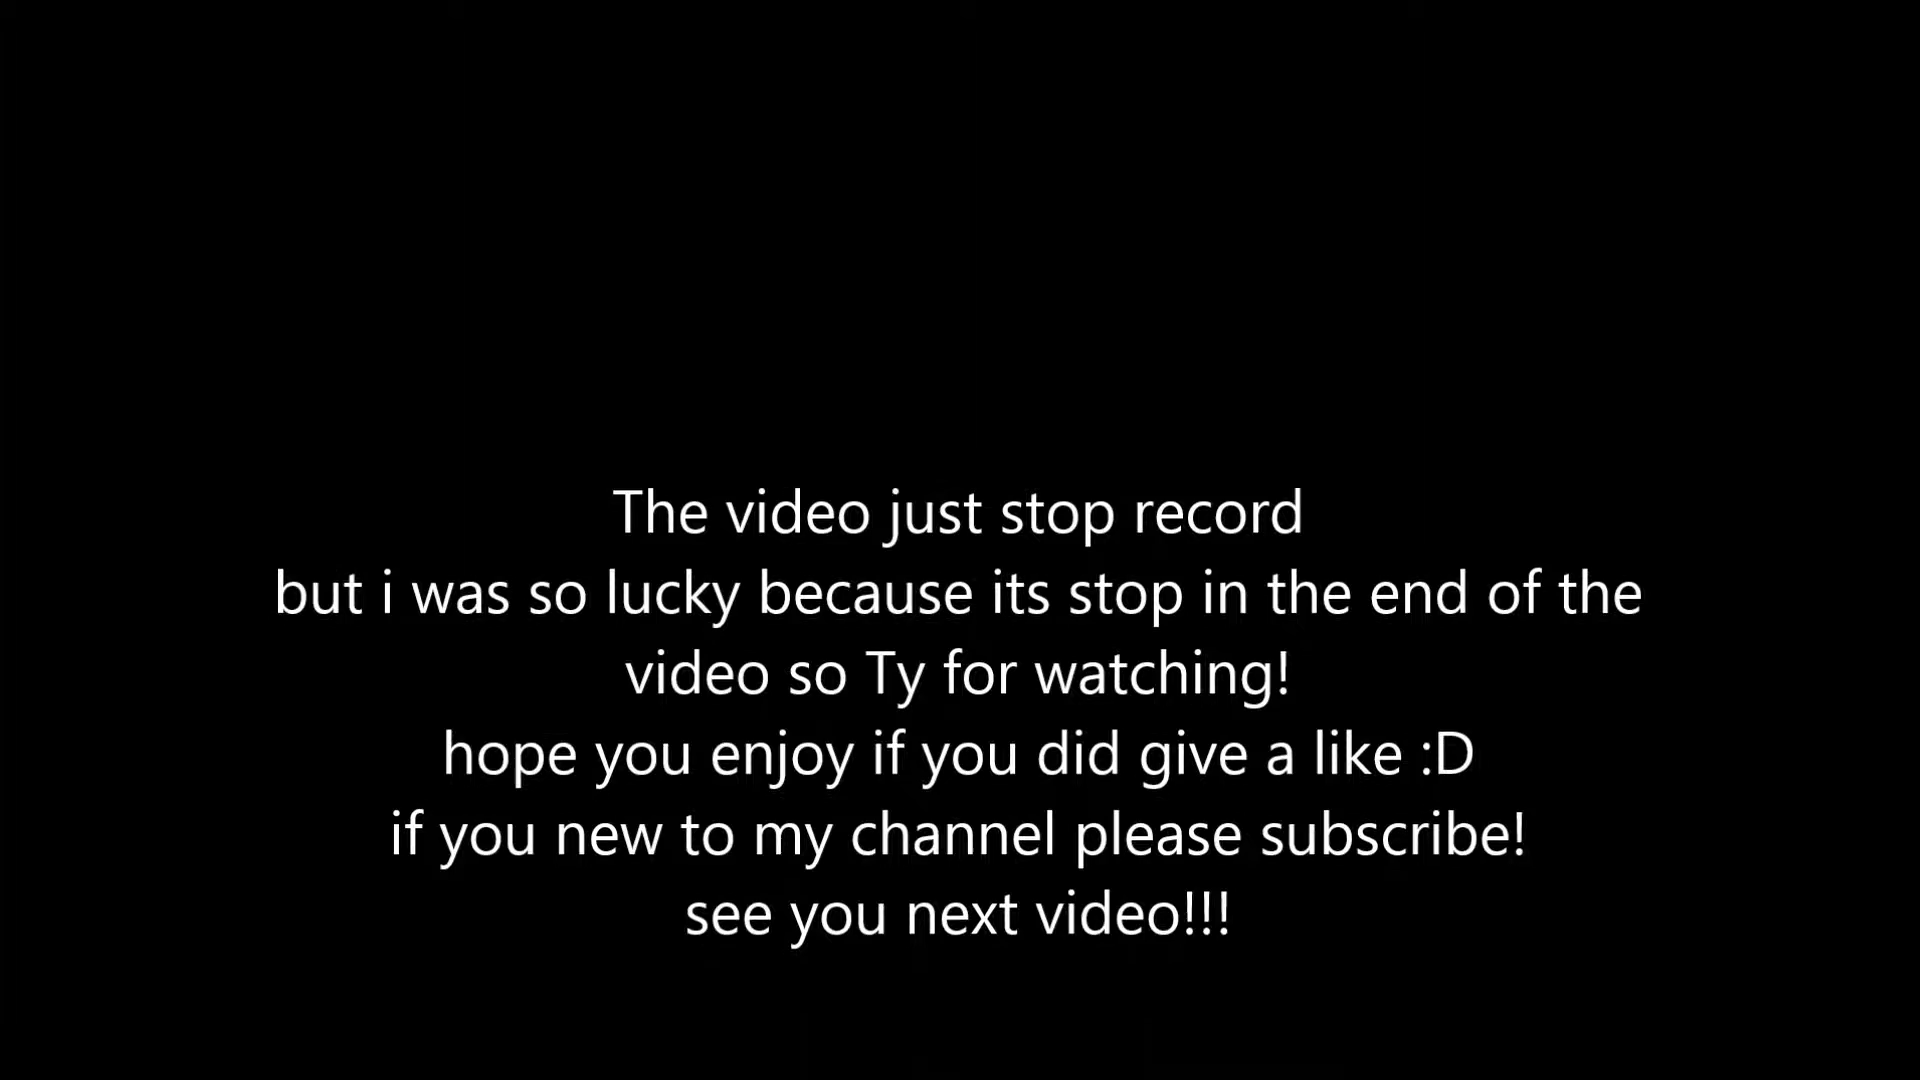 The video just stop record
but i was so lucky because its stop in the end of the
video so Ty for watching!
hope you enjoy if you did give a like :D
if you new to my channel please subscribe!
see you next video!!!